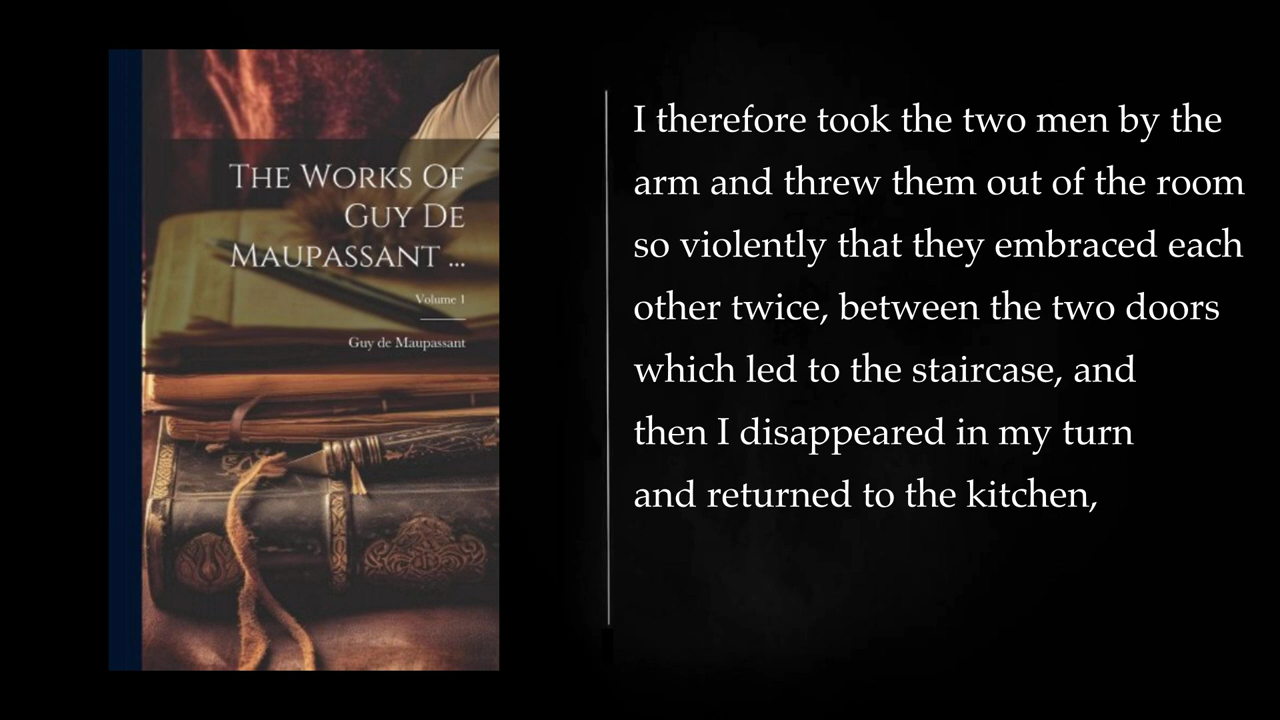 The Works Of
Guy De
Maupassant ...
Volume 1
Guy de Maupassant
I therefore took the two men by the
arm and threw them out of the room
so violently that they embraced each
other twice, between the two doors
which led to the staircase, and
then I disappeared in my turn
and returned to the kitchen,